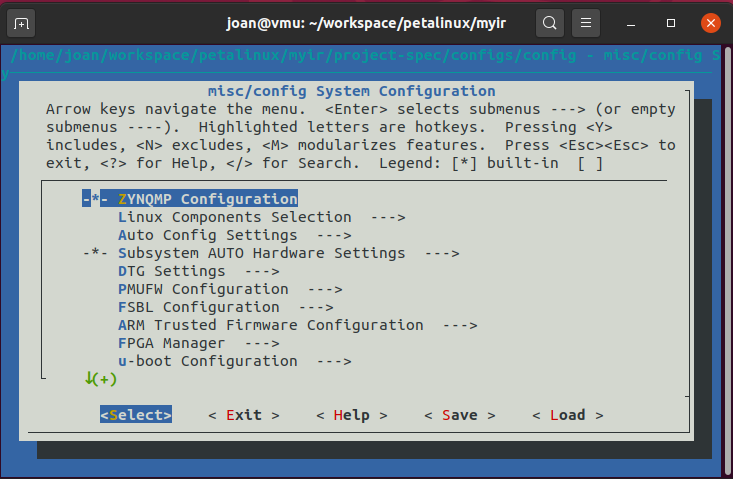 joan@vmu: ~/workspace/petalinux/myir
/home/joan/workspace/petalinux/myir/project-spec/configs/config - misc/config S
y
misc/config System Configuration
Arrow keys navigate the menu.  <Enter> selects submenus ---> (or empty
submenus ----).  Highlighted letters are hotkeys.  Pressing <Y>
includes, <N> excludes, <M> modularizes features.  Press <Esc><Esc> to
exit, <?> for Help, </> for Search.  Legend: [*] built-in  [ ]
-*- ZYNQMP Configuration
Linux Components Selection  --->
Auto Config Settings  --->
-*- Subsystem AUTO Hardware Settings  --->
DTG Settings  --->
PMUFW Configuration  --->
FSBL Configuration  --->
ARM Trusted Firmware Configuration  --->
FPGA Manager  --->
u-boot Configuration  --->
↓(+)
<Select>    < Exit >    < Help >    < Save >    < Load >